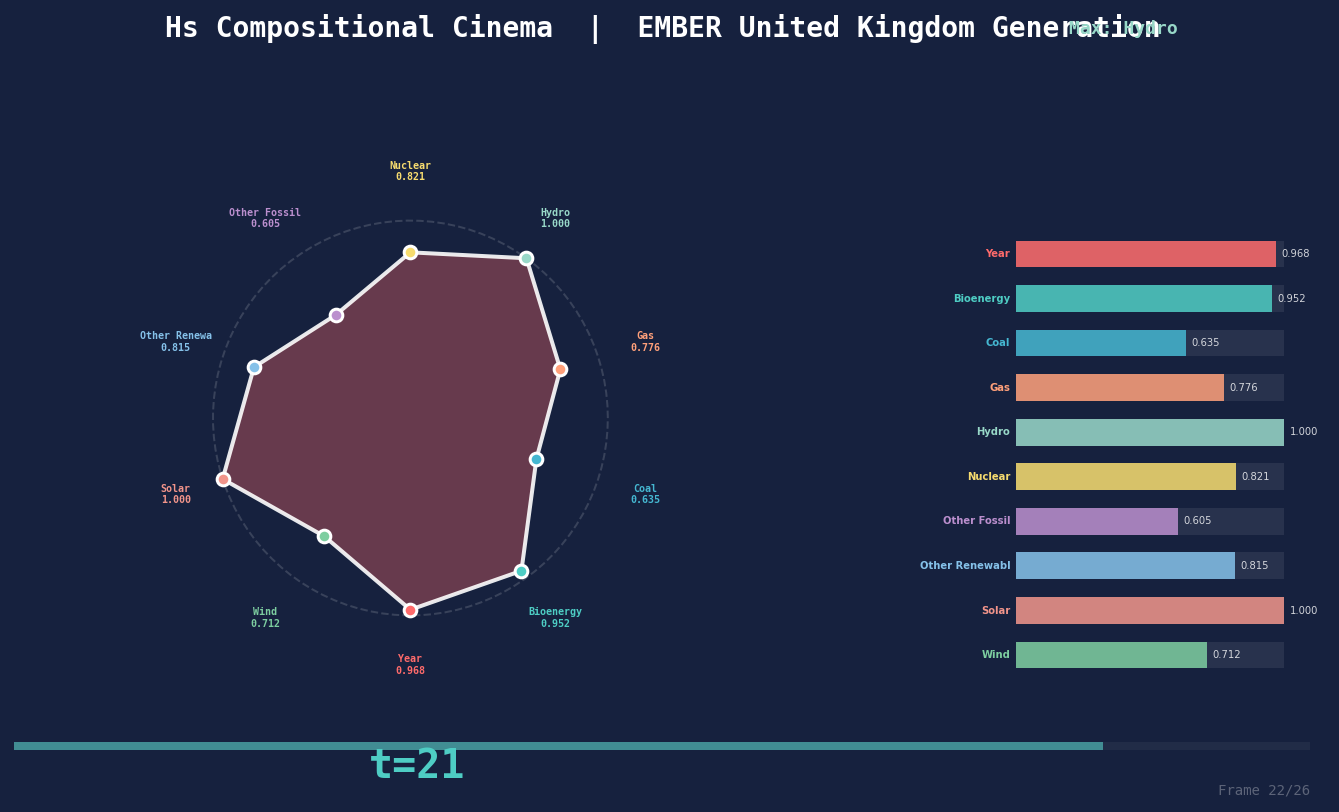 Hs Compositional Cinema | EMBER United Kingdom Generation
Max: Hydro
Nuclear
0.821
Other Fossil
0.605
Hydro
1.000
Other Renewa
0.815
Gas
0.776
Solar
1.000
Coal
0.635
Wind
0.712
Bioenergy
0.952
Year
0.968
Year 0.968
Bioenergy 0.952
Coal 0.635
Gas 0.776
Hydro 1.000
Nuclear 0.821
Other Fossil 0.605
Other Renewabl 0.815
Solar 1.000
Wind 0.712
t=21
Frame 22/26